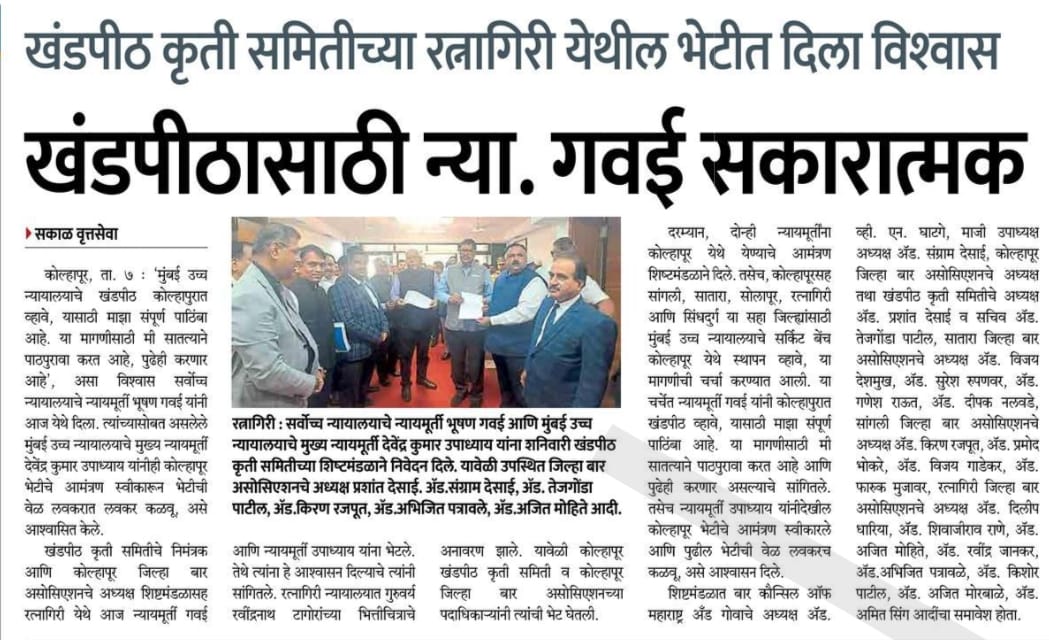 खंडपीठ कृती समितीच्या रत्नागिरी येथील भेटीत दिला विश्वास
खंडपीठासाठी न्या. गवई सकारात्मक
सकाळ वृत्तसेवा
कोल्हापूर, ता. ७ : 'मुंबई उच्च
न्यायालयाचे खंडपीठ कोल्हापुरात
व्हावे, यासाठी माझा संपूर्ण पाठिंबा
आहे. या मागणीसाठी मी सातत्याने
पाठपुरावा करत आहे, पुढेही करणार
आहे', असा विश्वास सर्वोच्च
न्यायालयाचे न्यायमूर्ती भूषण गवई यांनी
आज येथे दिला. त्यांच्यासोबत असलेले
मुंबई उच्च न्यायालयाचे मुख्य न्यायमूर्ती
देवेंद्र कुमार उपाध्याय यांनीही कोल्हापूर
भेटीचे आमंत्रण स्वीकारून भेटीची
वेळ लवकरात लवकर कळवू, असे
आश्वासित केले.
खंडपीठ कृती समितीचे निमंत्रक
आणि कोल्हापूर जिल्हा बार
असोसिएशनचे अध्यक्ष शिष्टमंडळासह
रत्नागिरी येथे आज न्यायमूर्ती गवई
रत्नागिरी : सर्वोच्च न्यायालयाचे न्यायमूर्ती भूषण गवई आणि मुंबई उच्च
न्यायालयाचे मुख्य न्यायमूर्ती देवेंद्र कुमार उपाध्याय यांना शनिवारी खंडपीठ
कृती समितीच्या शिष्टमंडळाने निवेदन दिले. यावेळी उपस्थित जिल्हा बार
असोसिएशनचे अध्यक्ष प्रशांत देसाई. ॲड.संग्राम देसाई, ॲड. तेजगोंडा
पाटील, ॲड.किरण रजपूत, ॲड.अभिजित पत्रावले, ॲड.अजित मोहिते आदी.
आणि न्यायमूर्ती उपाध्याय यांना भेटले.
तेथे त्यांना हे आश्वासन दिल्याचे त्यांनी
सांगितले. रत्नागिरी न्यायालयात गुरुवर्य
रवींद्रनाथ टागोरांच्या भित्तीचित्राचे
अनावरण झाले. यावेळी कोल्हापूर
खंडपीठ कृती समिती व कोल्हापूर
जिल्हा बार असोसिएशनच्या
पदाधिकाऱ्यांनी त्यांची भेट घेतली.
दरम्यान, दोन्ही न्यायमूर्तींना
कोल्हापूर येथे येण्याचे आमंत्रण
शिष्टमंडळाने दिले. तसेच, कोल्हापूरसह
सांगली, सातारा, सोलापूर, रत्नागिरी
आणि सिंधदुर्ग या सहा जिल्ह्यांसाठी
मुंबई उच्च न्यायालयाचे सर्किट बेंच
कोल्हापूर येथे स्थापन व्हावे, या
मागणीची चर्चा करण्यात आली. या
चर्चेत न्यायमूर्ती गवई यांनी कोल्हापुरात
खंडपीठ व्हावे, यासाठी माझा संपूर्ण
पाठिंबा आहे. या मागणीसाठी मी
सातत्याने पाठपुरावा करत आहे आणि
पुढेही करणार असल्याचे सांगितले.
तसेच न्यायमूर्ती उपाध्याय यांनीदेखील
कोल्हापूर भेटीचे आमंत्रण स्वीकारले
आणि पुढील भेटीची वेळ लवकरच
कळवू, असे आश्वासन दिले.
शिष्टमंडळात बार कौन्सिल ऑफ
महाराष्ट्र अँड गोवाचे अध्यक्ष ॲड.
व्ही. एन. घाटगे, माजी उपाध्यक्ष
अध्यक्ष ॲड. संग्राम देसाई, कोल्हापूर
जिल्हा बार असोसिएशनचे अध्यक्ष
तथा खंडपीठ कृती समितीचे अध्यक्ष
ॲड. प्रशांत देसाई व सचिव ॲड.
तेजगोंडा पाटील, सातारा जिल्हा बार
असोसिएशनचे अध्यक्ष ॲड. विजय
देशमुख, ॲड. सुरेश रुपणवर, ॲड.
गणेश राऊत, ॲड. दीपक नलवडे,
सांगली जिल्हा बार असोसिएशनचे
अध्यक्ष ॲड. किरण रजपूत, ॲड. प्रमोद
भोकरे, ॲड. विजय गाडेकर, ॲड.
फारुक मुजावर, रत्नागिरी जिल्हा बार
असोसिएशनचे अध्यक्ष ॲड. दिलीप
धारिया, ॲड. शिवाजीराव राणे, ॲड.
अजित मोहिते, ॲड. रवींद्र जानकर,
ॲड.अभिजित पत्रावळे, ॲड. किशोर
पाटील, ॲड. अजित मोरबाळे, ॲड.
अमित सिंग आदींचा समावेश होता.